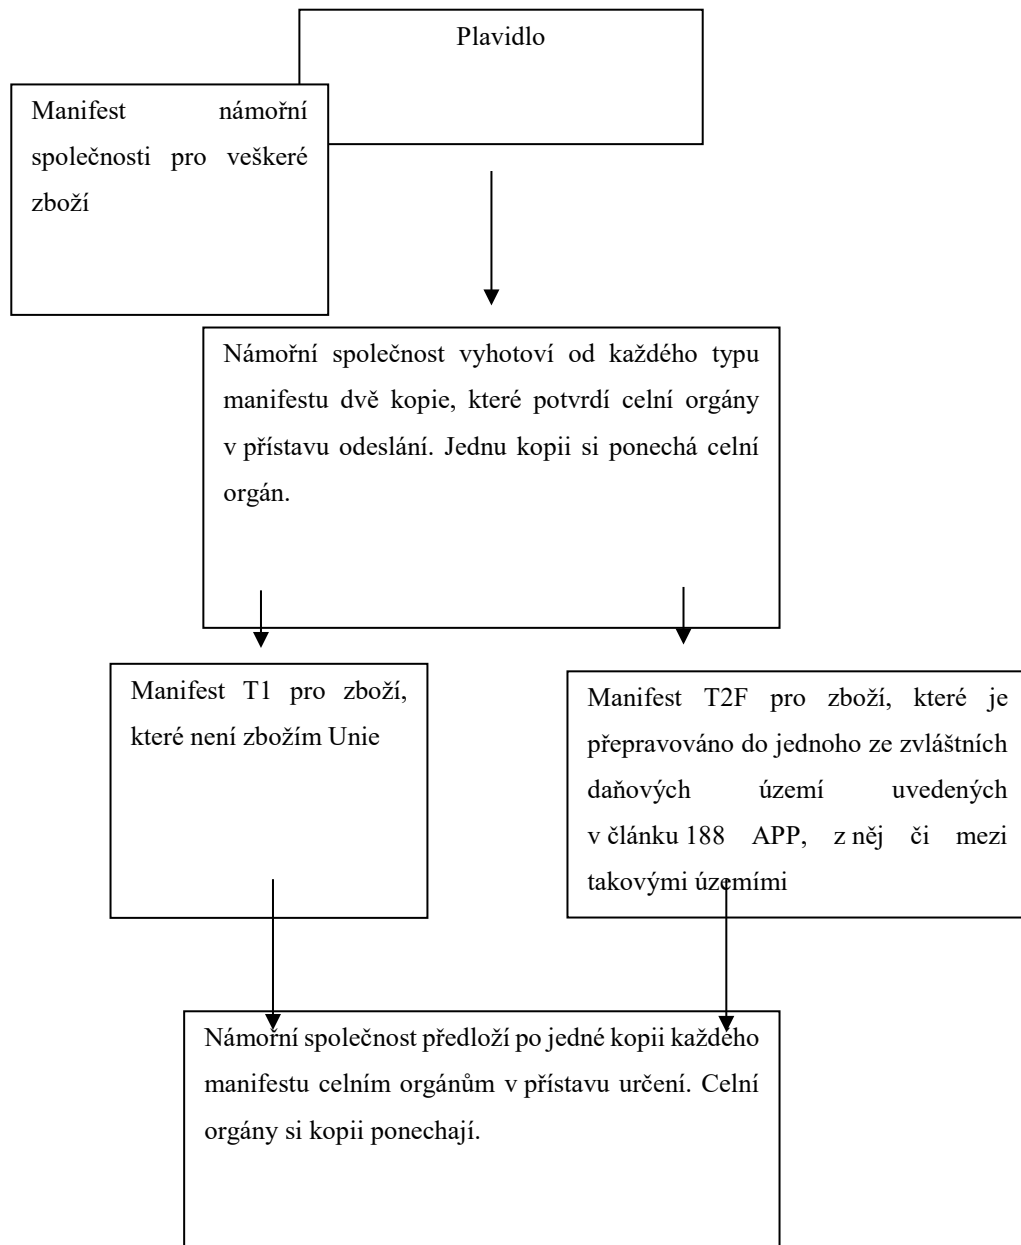 Plavidlo
Manifest námořní
společnosti pro veškeré
zboží
Námořní společnost vyhotoví od každého typu
manifestu dvě kopie, které potvrdí celní orgány
v přístavu odeslání. Jednu kopii si ponechá celní
orgán.
Manifest T1 pro zboží,
které není zbožím Unie
Manifest T2F pro zboží, které je
přepravováno do jednoho ze zvláštních
daňových území uvedených
v článku 188 APP, z něj či mezi
takovými územími
Námořní společnost předloží po jedné kopii každého
manifestu celním orgánům v přístavu určení. Celní
orgány si kopii ponechají.